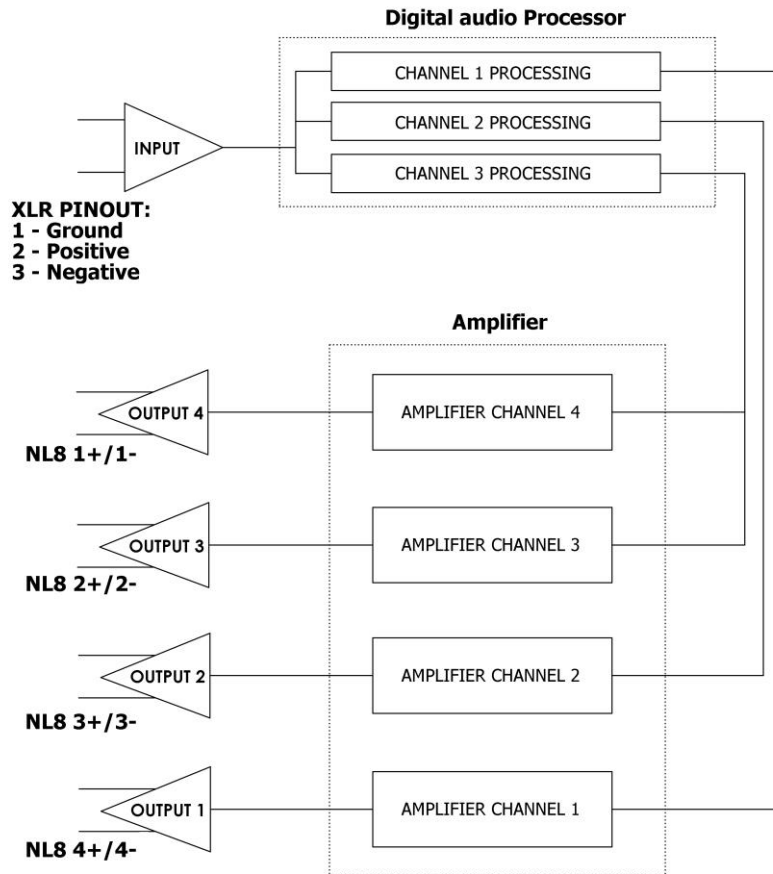 Digital audio Processor
CHANNEL 1 PROCESSING
CHANNEL 2 PROCESSING
CHANNEL 3 PROCESSING
INPUT
XLR PINOUT:
1 - Ground
2 - Positive
3 - Negative
Amplifier
OUTPUT 4
AMPLIFIER CHANNEL 4
NL8 1+/1-
OUTPUT 3
AMPLIFIER CHANNEL 3
NL8 2+/2-
OUTPUT 2
AMPLIFIER CHANNEL 2
NL8 3+/3-
OUTPUT 1
AMPLIFIER CHANNEL 1
NL8 4+/4-